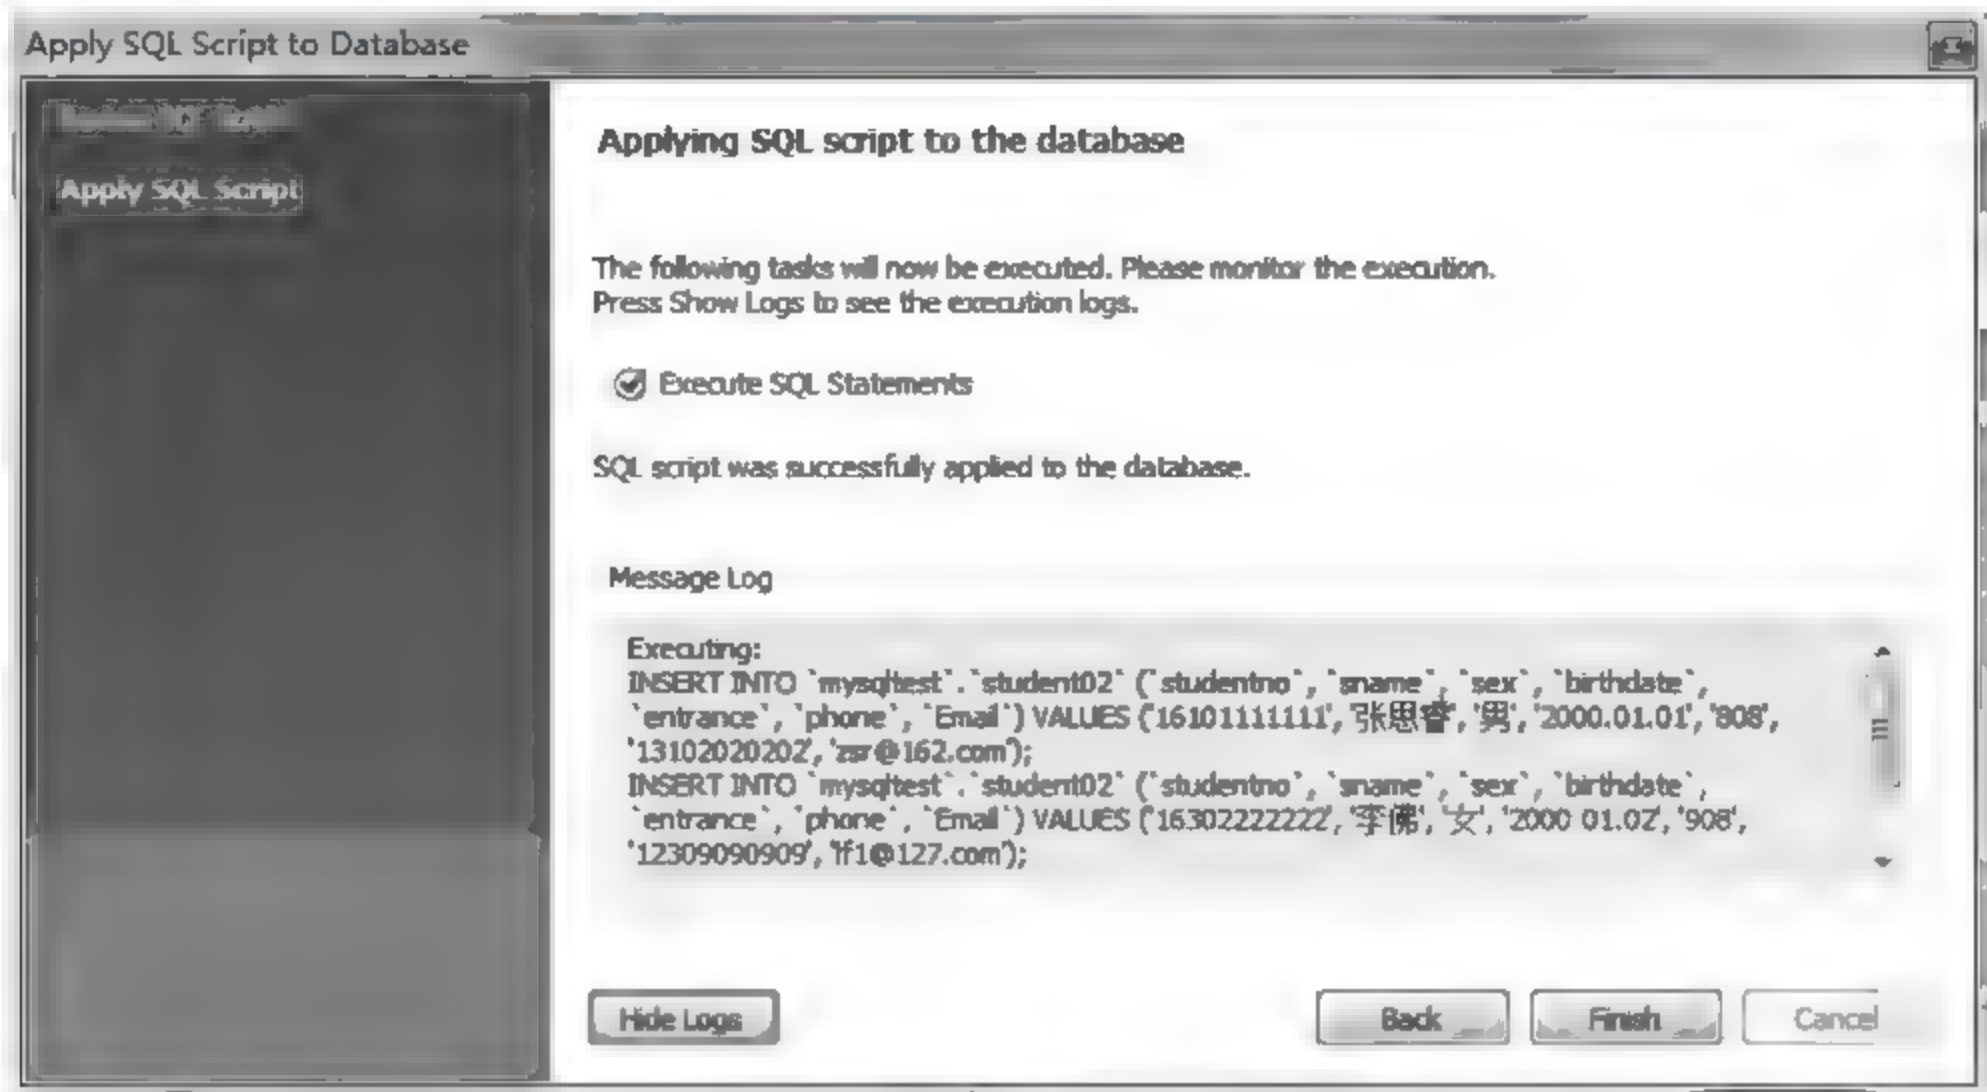 Apply SQL Script to Database
Apply SQL Script
Applying SQL script to the database
The following tasks will now be executed. Please monitor the execution.
Press Show Logs to see the execution logs.
Execute SQL Statements
SQL script was successfully applied to the database.
Message Log
Executing:
INSERT INTO `mysqltest`.`student02` (`studentno`, `sname`, `sex`, `birthdate`,
`entrance`, `phone`, `Email`) VALUES ('16101111111', '张思睿', '男', '2000.01.01', '808',
'13102020202', 'zsr@162.com');
INSERT INTO `mysqltest`.`student02` (`studentno`, `sname`, `sex`, `birthdate`,
`entrance`, `phone`, `Email`) VALUES ('16302222222', '李佛', '女', '2000 01.02', '908',
'12309090909', 'lf1@127.com');
Hide Logs
Back
Finish
Cancel